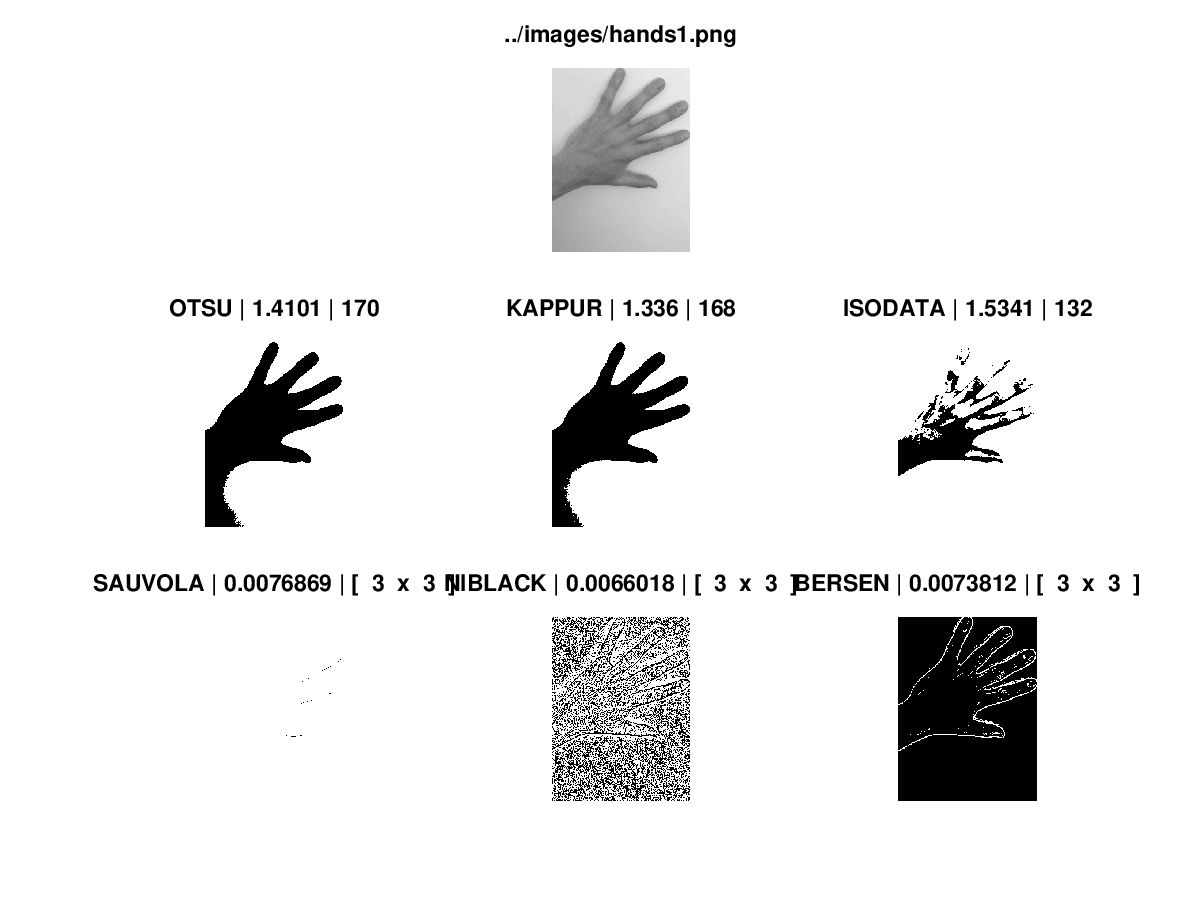 ../images/hands1.png
OTSU | 1.4101 | 170
KAPPUR | 1.336 | 168
ISODATA | 1.5341 | 132
SAUVOLA | 0.0076869 | [ 3 x 3 ]
NIBLACK | 0.0066018 | [ 3 x 3 ]
BERSEN | 0.0073812 | [ 3 x 3 ]